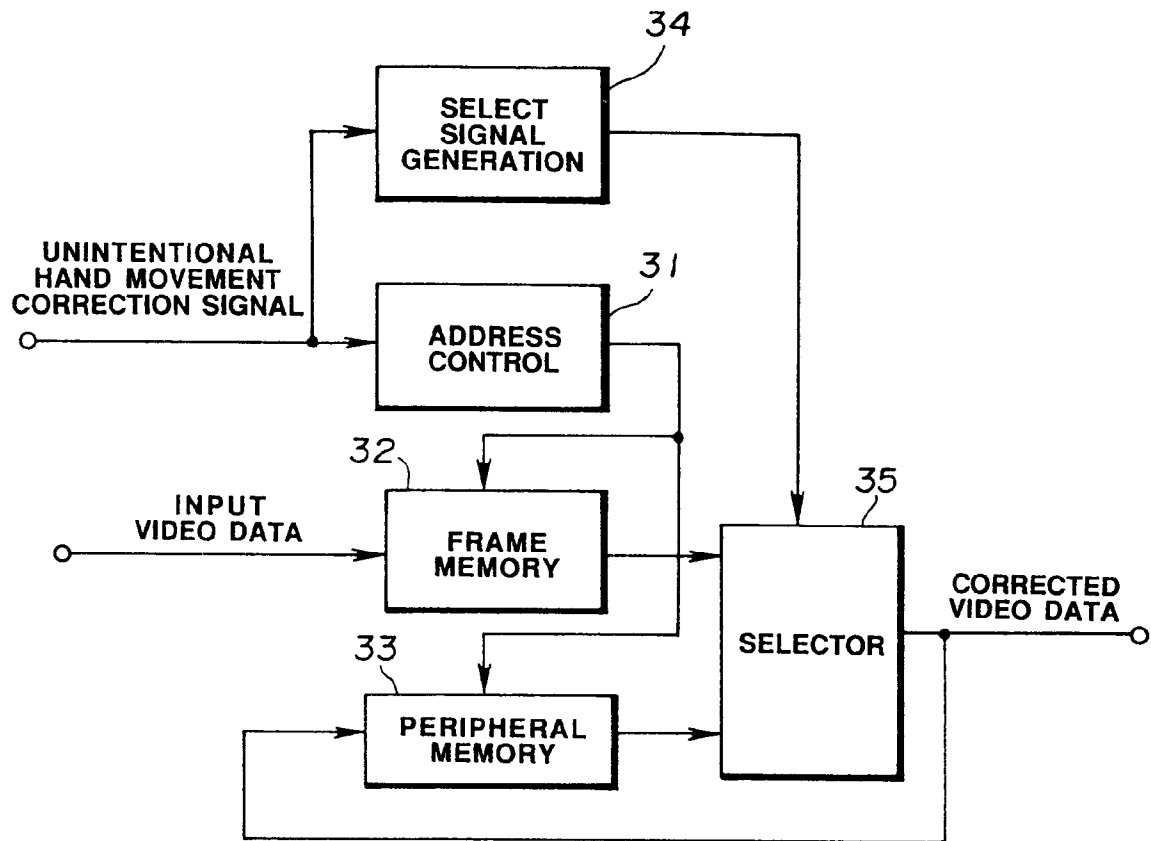 34
SELECT
SIGNAL
GENERATION
UNINTENTIONAL
HAND MOVEMENT
CORRECTION SIGNAL
31
ADDRESS
CONTROL
32
INPUT
VIDEO DATA
FRAME
MEMORY
35
SELECTOR
CORRECTED
VIDEO DATA
33
PERIPHERAL
MEMORY